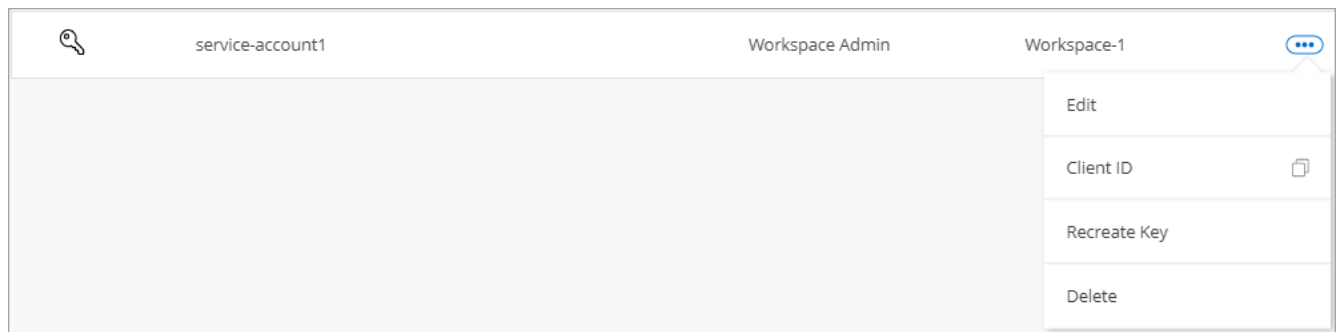 service-account1 Workspace Admin Workspace-1
Edit
Client ID
Recreate Key
Delete